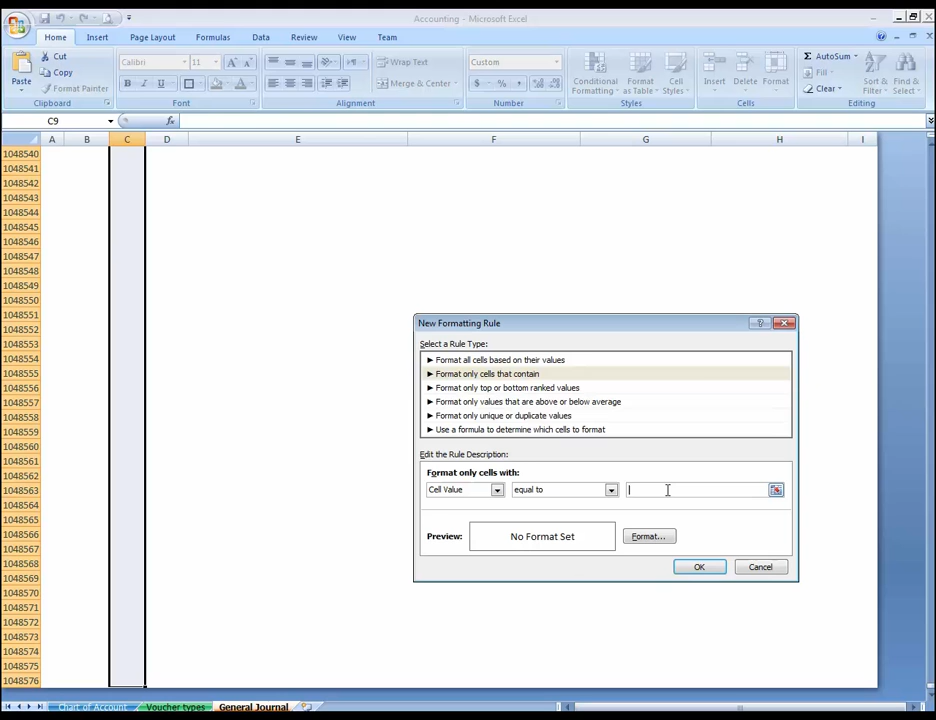 Accounting - Microsoft Excel
Home Insert Page Layout Formulas Data Review View Team
Paste
Cut
Copy
Format Painter
Clipboard
Calibri 11
B I U
Font
Wrap Text
Merge & Center
Alignment
Custom
$ % ,
Number
Conditional Formatting
Format as Table
Cell Styles
Styles
Insert Delete Format
Cells
Σ AutoSum
Fill
Clear
Sort & Filter
Find & Select
Editing
C9 fx
A B C D E F G H I
1048540
1048541
1048542
1048543
1048544
1048545
1048546
1048547
1048548
1048549
1048550
1048551
1048552
1048553
1048554
1048555
1048556
1048557
1048558
1048559
1048560
1048561
1048562
1048563
1048564
1048565
1048566
1048567
1048568
1048569
1048570
1048571
1048572
1048573
1048574
1048575
1048576
New Formatting Rule
Select a Rule Type:
► Format all cells based on their values
► Format only cells that contain
► Format only top or bottom ranked values
► Format only values that are above or below average
► Format only unique or duplicate values
► Use a formula to determine which cells to format
Edit the Rule Description:
Format only cells with:
Cell Value equal to
Preview: No Format Set Format...
OK Cancel
Chart of Account Voucher types General Journal